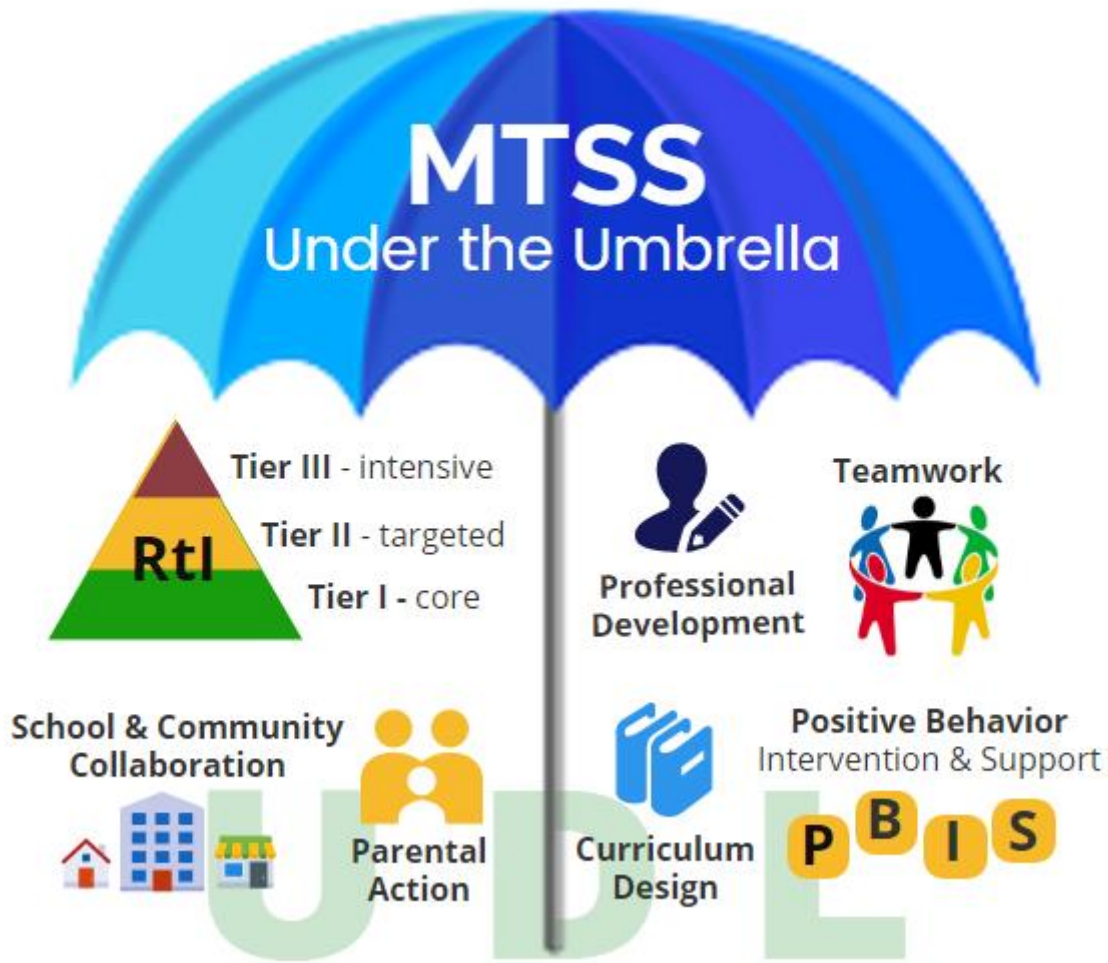 MTSS
Under the Umbrella
Tier III - intensive
Tier II - targeted
Tier I - core
RtI
Professional
Development
Teamwork
School & Community
Collaboration
Parental
Action
Curriculum
Design
Positive Behavior
Intervention & Support
P B I S
UDL